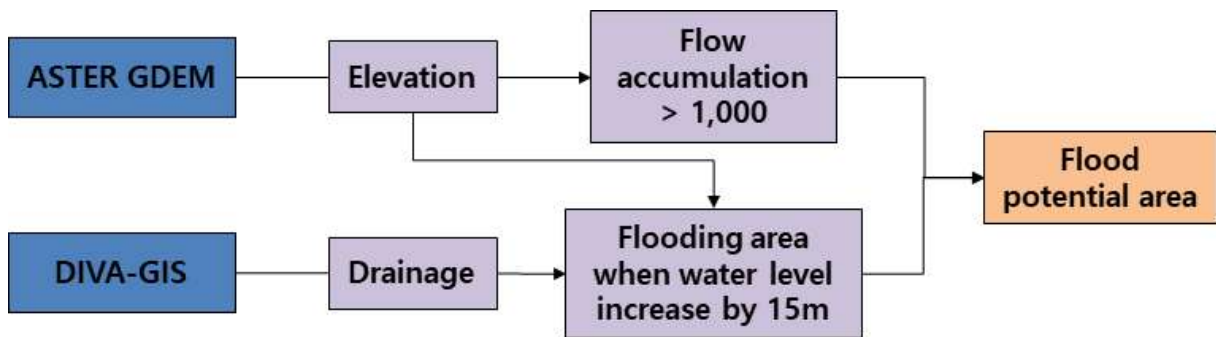 ASTER GDEM
Elevation
Flow
accumulation
> 1,000
Flood
potential area
DIVA-GIS
Drainage
Flooding area
when water level
increase by 15m